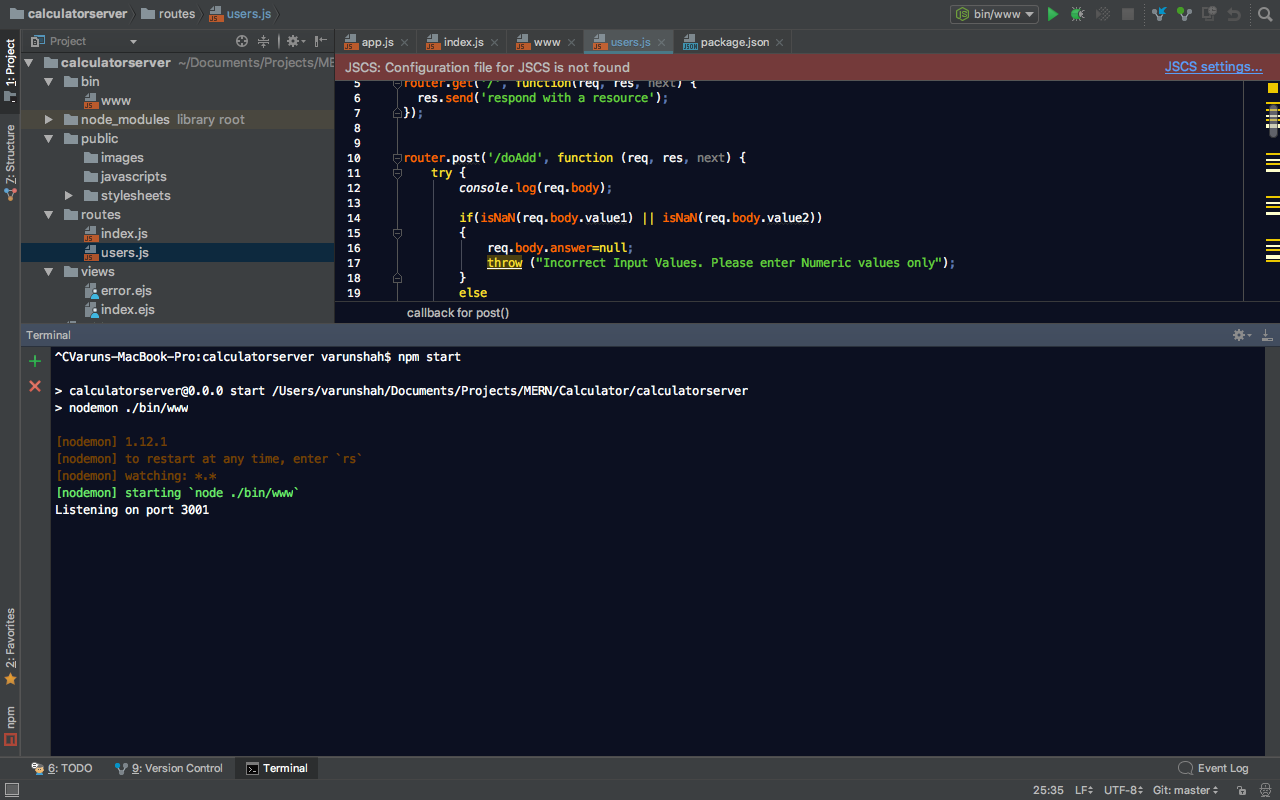 calculatorserver routes users.js bin/www
1: Project
Project
app.js index.js www users.js package.json
JSCS: Configuration file for JSCS is not found JSCS settings...
calculatorserver ~/Documents/Projects/ME
bin
www
node_modules library root
public
images
javascripts
stylesheets
routes
index.js
users.js
views
error.ejs
index.ejs
Z: Structure
5 router.get('/', function(req, res, next) {
6 res.send('respond with a resource');
7 });
8
9
10 router.post('/doAdd', function (req, res, next) {
11 try {
12 console.log(req.body);
13
14 if(isNaN(req.body.value1) || isNaN(req.body.value2))
15 {
16 req.body.answer=null;
17 throw ("Incorrect Input Values. Please enter Numeric values only");
18 }
19 else
callback for post()
Terminal
^CVaruns-MacBook-Pro:calculatorserver varunshah$ npm start
> calculatorserver@0.0.0 start /Users/varunshah/Documents/Projects/MERN/Calculator/calculatorserver
> nodemon ./bin/www
[nodemon] 1.12.1
[nodemon] to restart at any time, enter `rs`
[nodemon] watching: *.*
[nodemon] starting `node ./bin/www`
Listening on port 3001
2: Favorites
npm
6: TODO 9: Version Control Terminal Event Log
25:35 LF UTF-8 Git: master